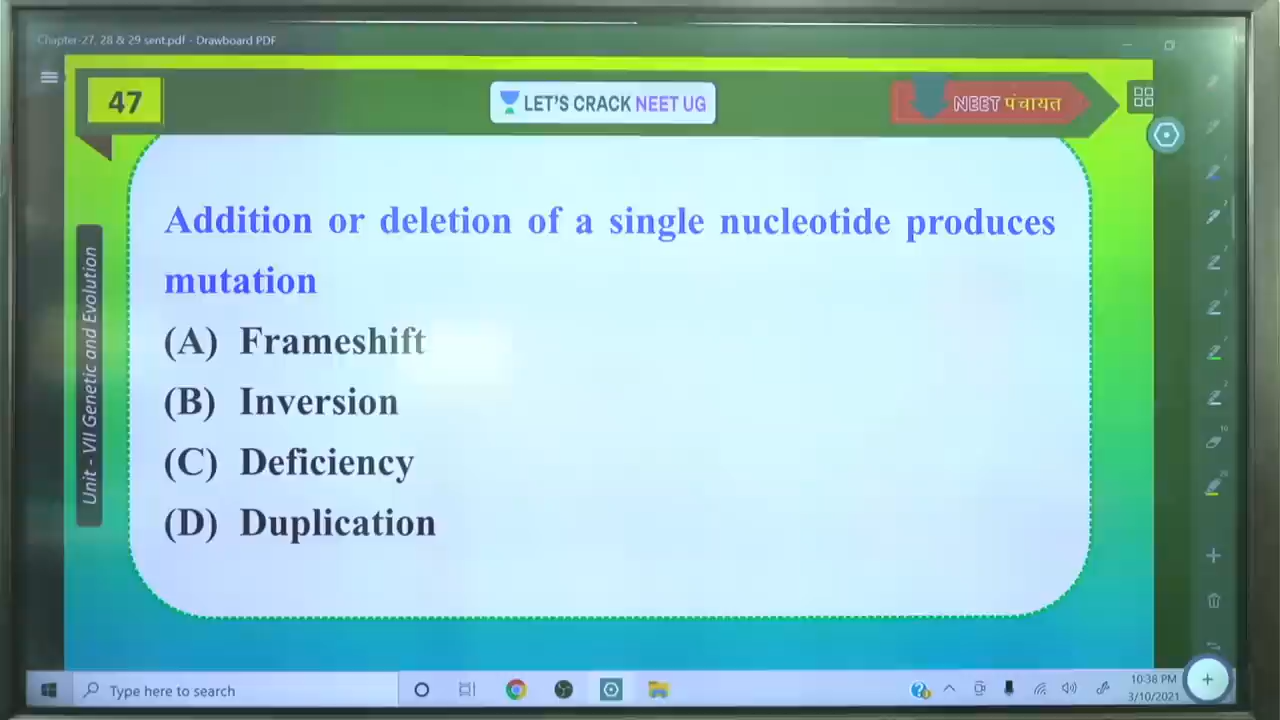 Chapter-27, 28 & 29 sent.pdf - Drawboard PDF
47
LET'S CRACK NEET UG
NEET पंचायत
Unit - VII Genetic and Evolution
Addition or deletion of a single nucleotide produces
mutation
(A) Frameshift
(B) Inversion
(C) Deficiency
(D) Duplication
Type here to search
10:38 PM
3/10/2021